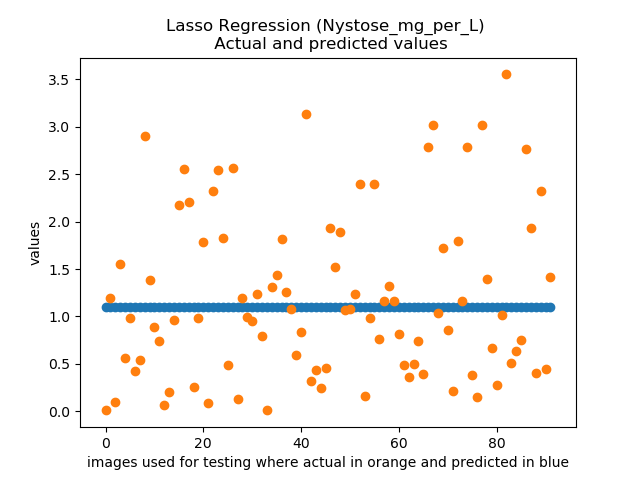 Lasso Regression (Nystose_mg_per_L)
Actual and predicted values
3.5
3.0
2.5
2.0
1.5
1.0
0.5
0.0
values
0 20 40 60 80
images used for testing where actual in orange and predicted in blue